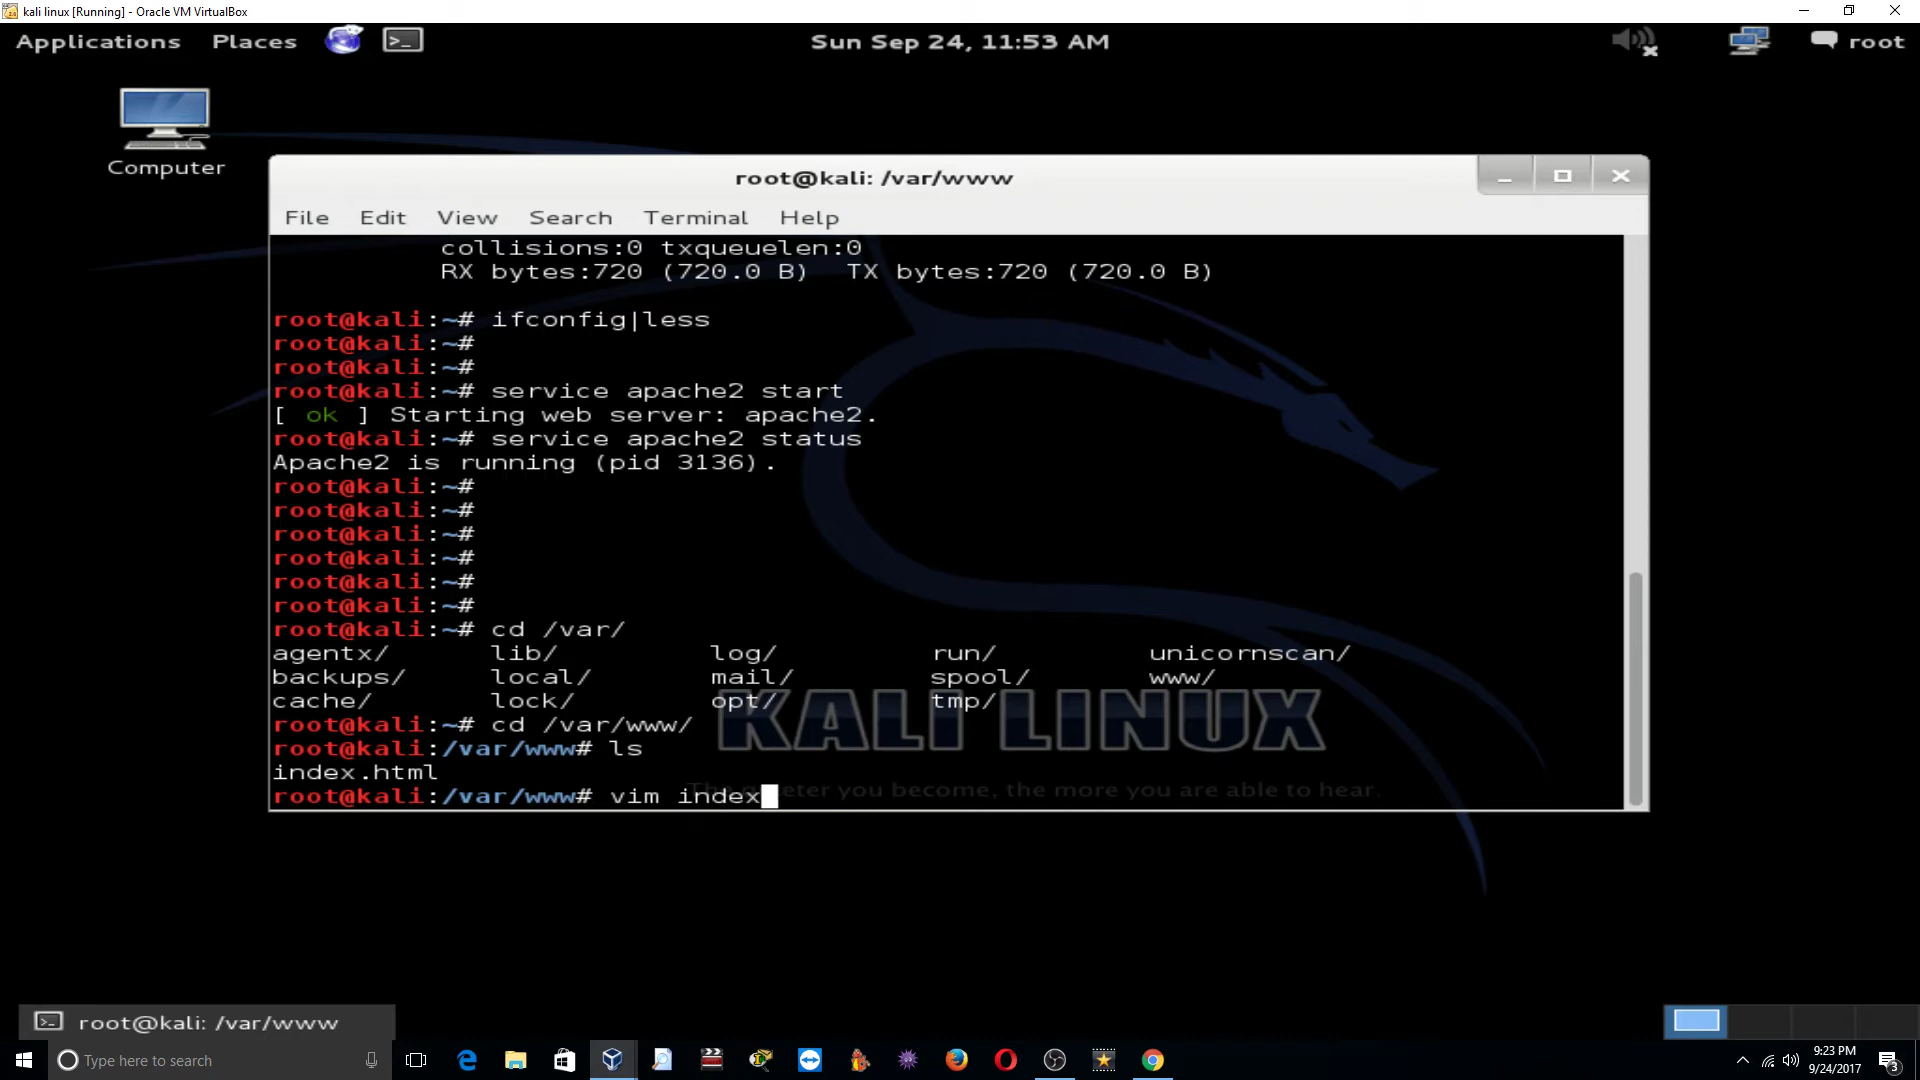 kali linux [Running] - Oracle VM VirtualBox
Applications Places Sun Sep 24, 11:53 AM root
Computer
root@kali: /var/www
File Edit View Search Terminal Help
collisions:0 txqueuelen:0
RX bytes:720 (720.0 B) TX bytes:720 (720.0 B)
root@kali:~# ifconfig|less
root@kali:~#
root@kali:~#
root@kali:~# service apache2 start
[ ok ] Starting web server: apache2.
root@kali:~# service apache2 status
Apache2 is running (pid 3136).
root@kali:~#
root@kali:~#
root@kali:~#
root@kali:~#
root@kali:~#
root@kali:~#
root@kali:~# cd /var/
agentx/ lib/ log/ run/ unicornscan/
backups/ local/ mail/ spool/ www/
cache/ lock/ opt/ tmp/
root@kali:~# cd /var/www/
KALI LINUX
root@kali:/var/www# ls
index.html
root@kali:/var/www# vim index
you become, the more you are able to hear.
root@kali: /var/www
Type here to search
9:23 PM
9/24/2017
3